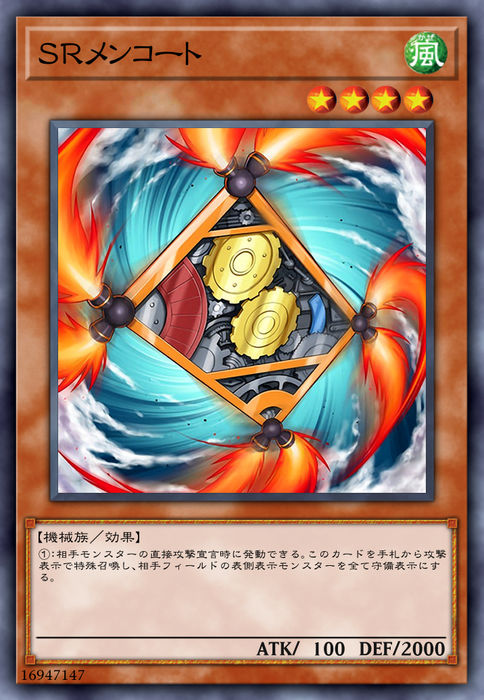 SRメンコート
かぜ
風
【機械族／効果】
①：相手モンスターの直接攻撃宣言時に発動できる。このカードを手札から攻撃
表示で特殊召喚し、相手フィールドの表側表示モンスターを全て守備表示にす
る。
ATK/ 100 DEF/2000
16947147